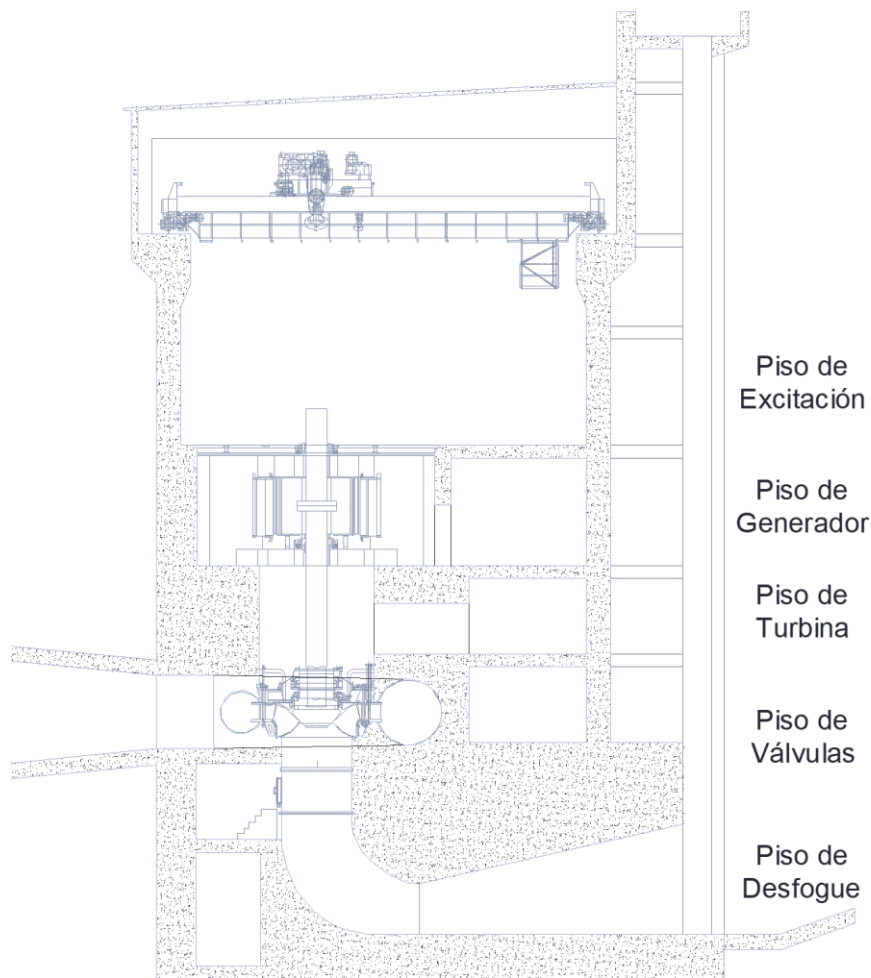 Piso de
Excitación
Piso de
Generador
Piso de
Turbina
Piso de
Válvulas
Piso de
Desfogue